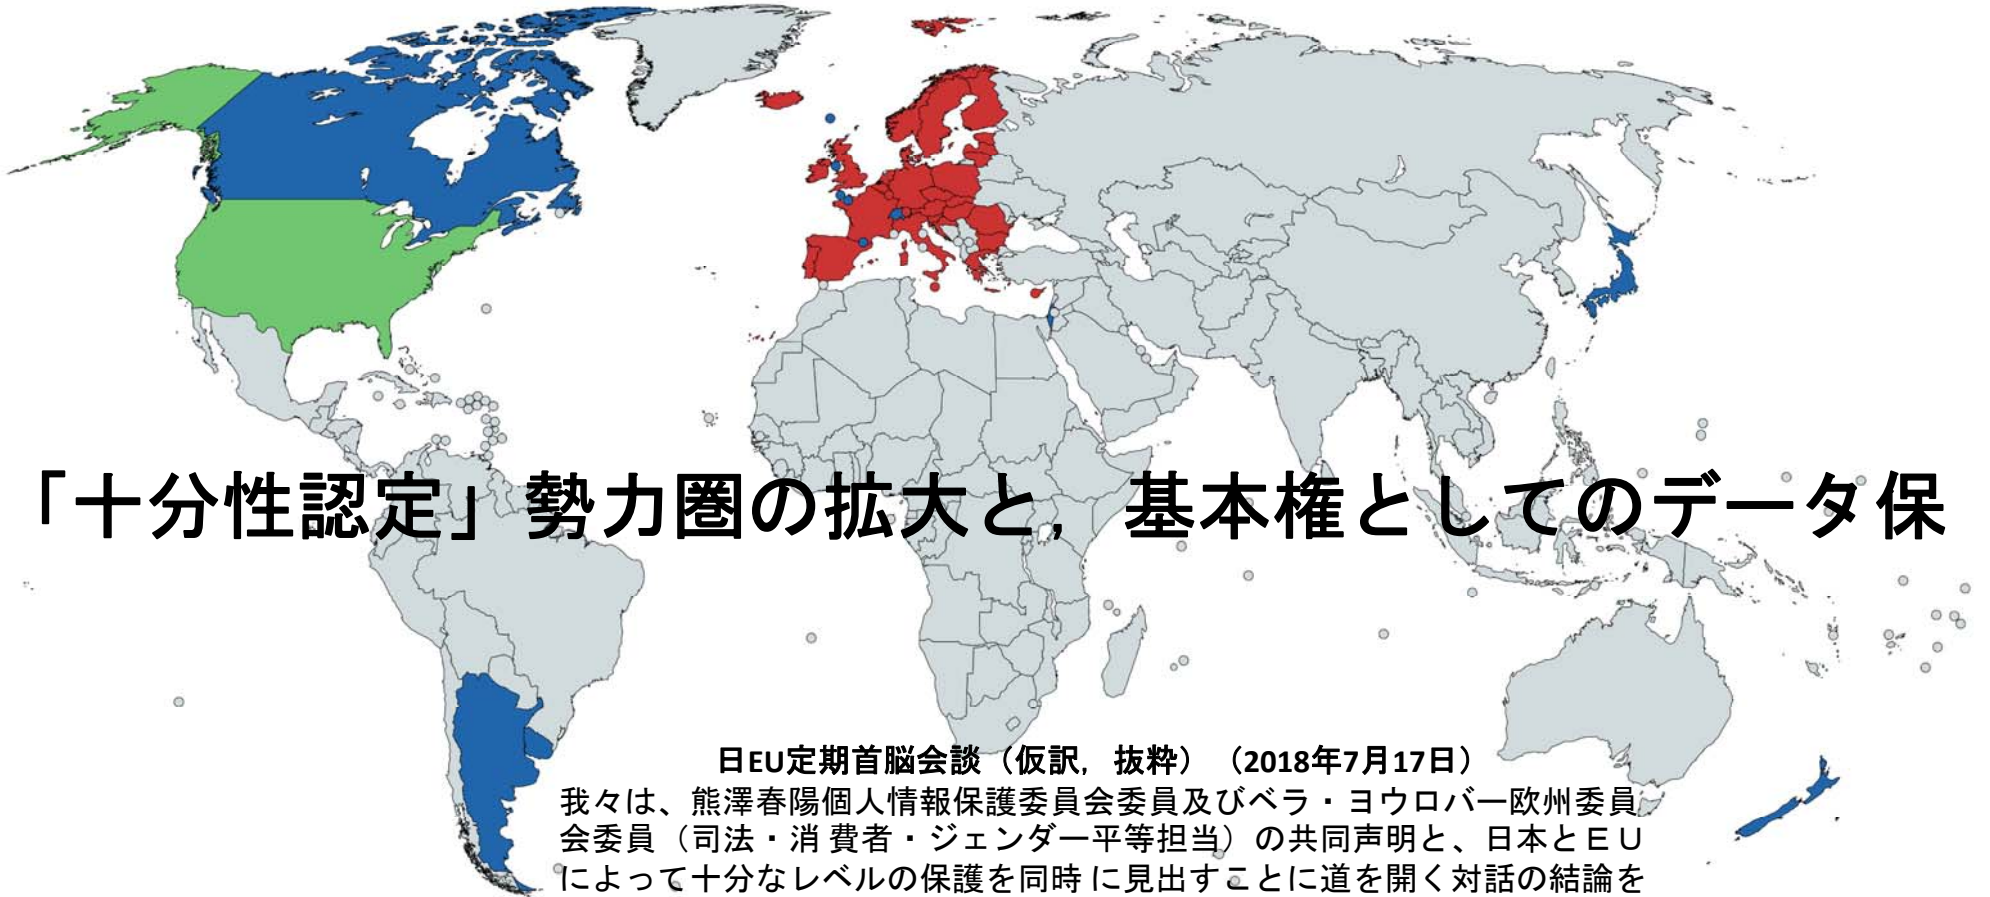 「十分性認定」勢力圏の拡大と，基本権としてのデータ保
日EU定期首脳会談（仮訳，抜粋）（2018年7月17日）
我々は、熊澤春陽個人情報保護委員会委員及びベラ・ヨウロバー欧州委員
会委員（司法・消 費者・ジェンダー平等担当）の共同声明と、日本とＥＵ
によって十分なレベルの保護を同時 に見出すことに道を開く対話の結論を